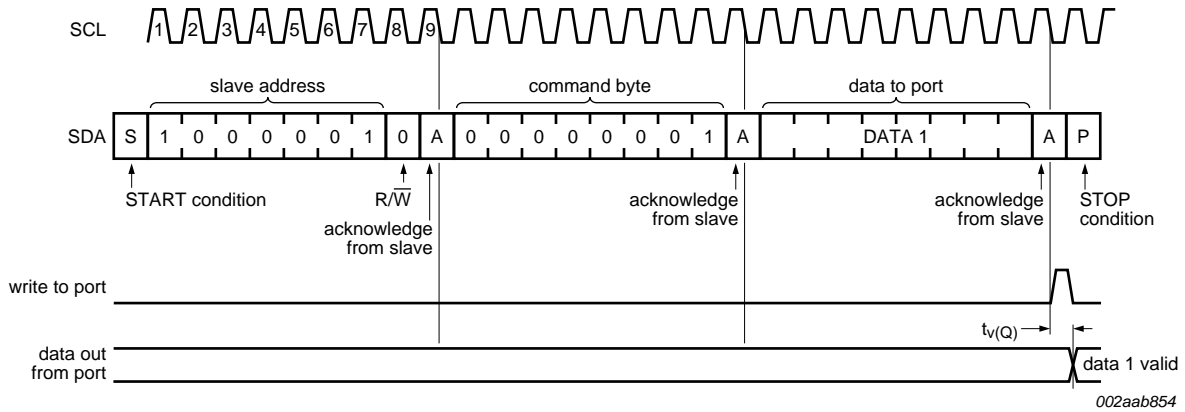 SCL 1 2 3 4 5 6 7 8 9
slave address command byte data to port
SDA S 1 0 0 0 0 0 1 0 A 0 0 0 0 0 0 0 1 A DATA 1 A P
START condition R/W̅ acknowledge from slave acknowledge from slave acknowledge from slave STOP condition
write to port
tv(Q)
data out from port data 1 valid
002aab854